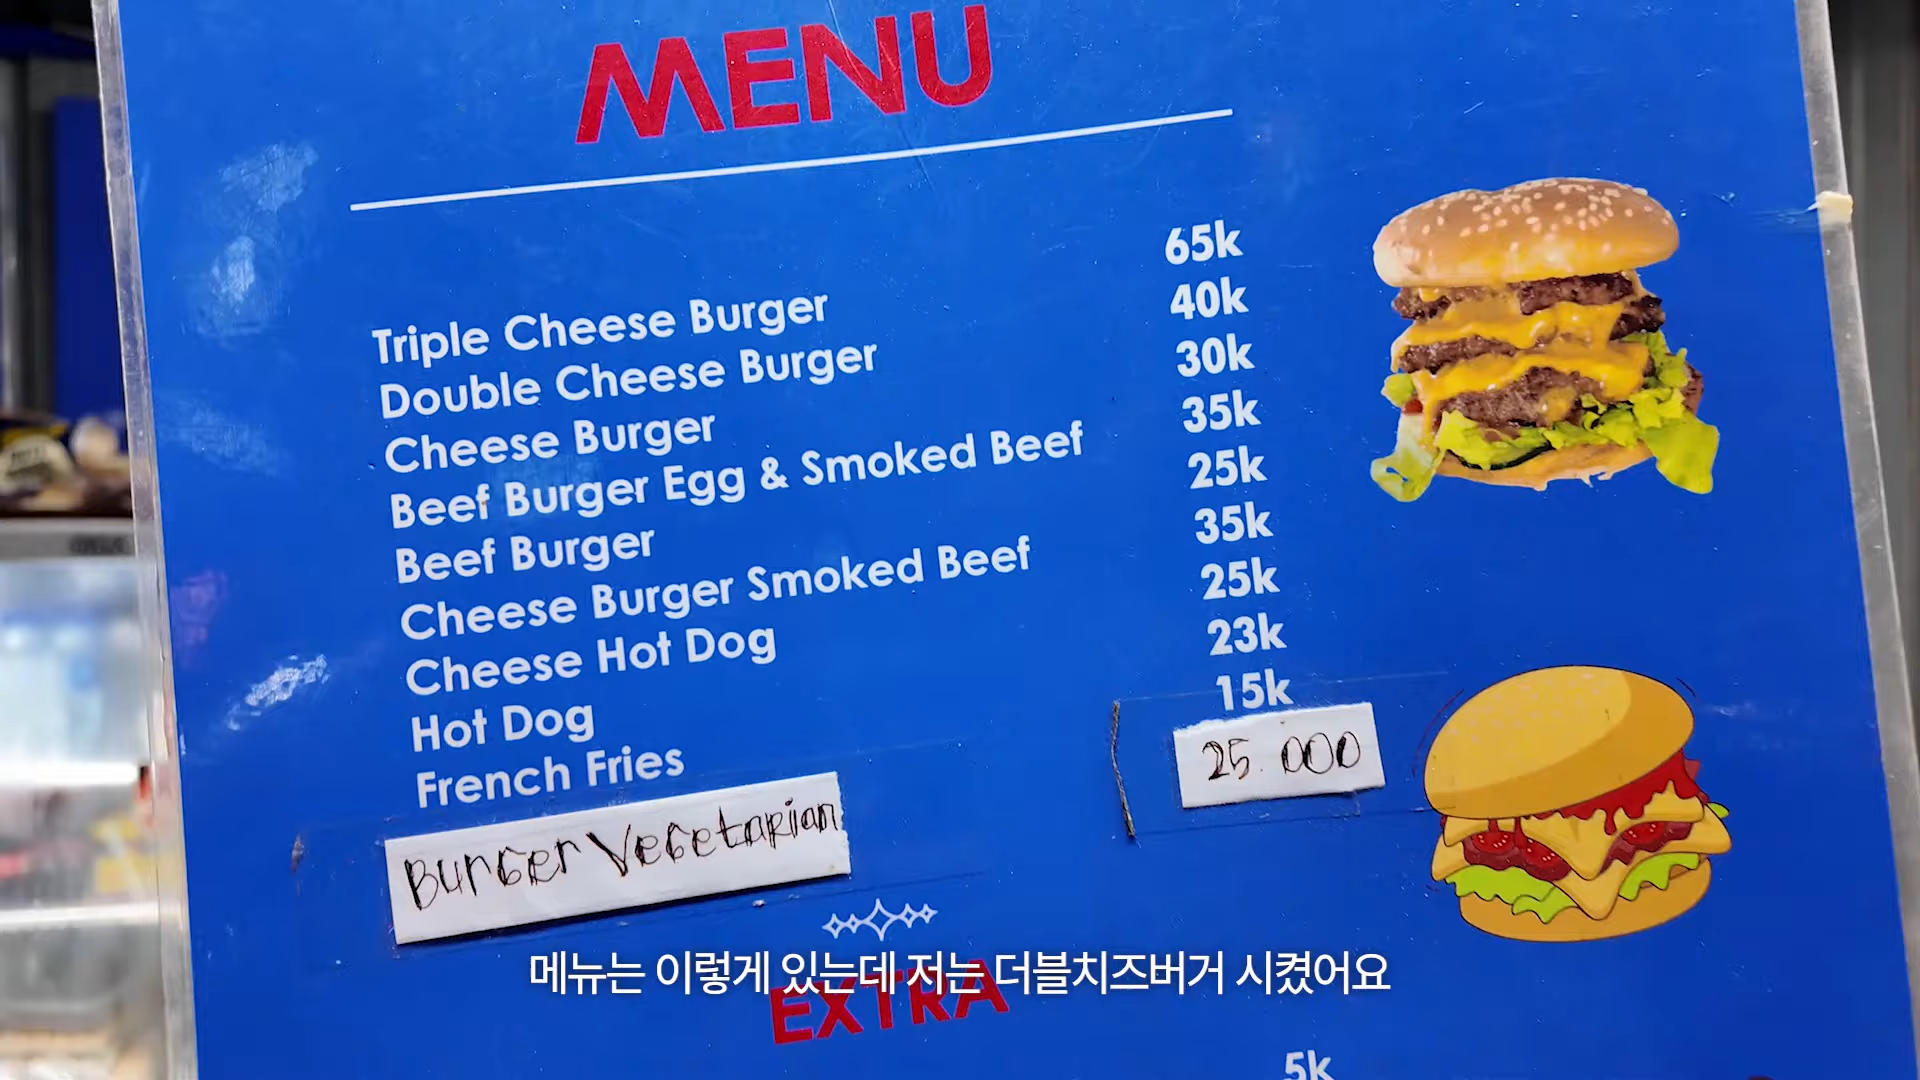 MENU
Triple Cheese Burger 65k
Double Cheese Burger 40k
Cheese Burger 30k
Beef Burger Egg & Smoked Beef 35k
Beef Burger 25k
Cheese Burger Smoked Beef 35k
Cheese Hot Dog 25k
Hot Dog 23k
French Fries 15k
Burger Vegetarian 25.000
메뉴는 이렇게 있는데 저는 더블치즈버거 시켰어요
EXTRA
5k